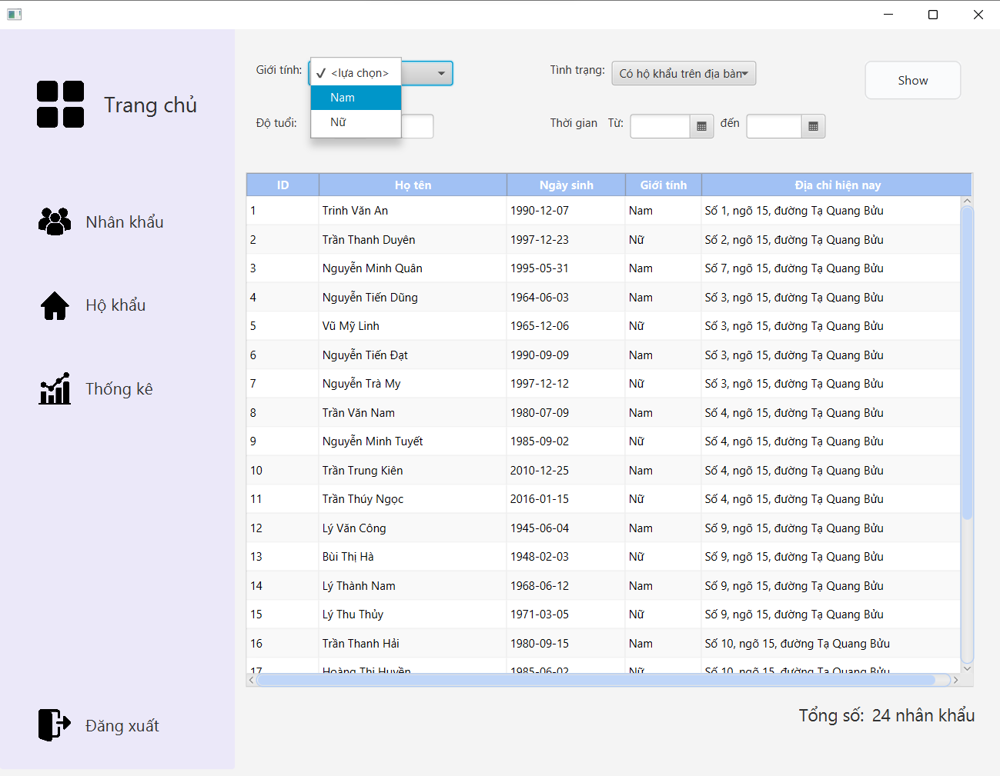 Trang chủ
Nhân khẩu
Hộ khẩu
Thống kê
Đăng xuất
Giới tính:
<lựa chọn>
Nam
Nữ
Tình trạng: Có hộ khẩu trên địa bàn
Show
Độ tuổi:
Thời gian Từ: đến
ID Họ tên Ngày sinh Giới tính Địa chỉ hiện nay
1 Trinh Văn An 1990-12-07 Nam Số 1, ngõ 15, đường Tạ Quang Bửu
2 Trần Thanh Duyên 1997-12-23 Nữ Số 2, ngõ 15, đường Tạ Quang Bửu
3 Nguyễn Minh Quân 1995-05-31 Nam Số 7, ngõ 15, đường Tạ Quang Bửu
4 Nguyễn Tiến Dũng 1964-06-03 Nam Số 3, ngõ 15, đường Tạ Quang Bửu
5 Vũ Mỹ Linh 1965-12-06 Nữ Số 3, ngõ 15, đường Tạ Quang Bửu
6 Nguyễn Tiến Đạt 1990-09-09 Nam Số 3, ngõ 15, đường Tạ Quang Bửu
7 Nguyễn Trà My 1997-12-12 Nữ Số 3, ngõ 15, đường Tạ Quang Bửu
8 Trần Văn Nam 1980-07-09 Nam Số 4, ngõ 15, đường Tạ Quang Bửu
9 Nguyễn Minh Tuyết 1985-09-02 Nữ Số 4, ngõ 15, đường Tạ Quang Bửu
10 Trần Trung Kiên 2010-12-25 Nam Số 4, ngõ 15, đường Tạ Quang Bửu
11 Trần Thúy Ngọc 2016-01-15 Nữ Số 4, ngõ 15, đường Tạ Quang Bửu
12 Lý Văn Công 1945-06-04 Nam Số 9, ngõ 15, đường Tạ Quang Bửu
13 Bùi Thị Hà 1948-02-03 Nữ Số 9, ngõ 15, đường Tạ Quang Bửu
14 Lý Thành Nam 1968-06-12 Nam Số 9, ngõ 15, đường Tạ Quang Bửu
15 Lý Thu Thủy 1971-03-05 Nữ Số 9, ngõ 15, đường Tạ Quang Bửu
16 Trần Thanh Hải 1980-09-15 Nam Số 10, ngõ 15, đường Tạ Quang Bửu
17 Hoàng Thị Huyền 1985-06-02 Nữ Số 10, ngõ 15, đường Tạ Quang Bửu
Tổng số: 24 nhân khẩu